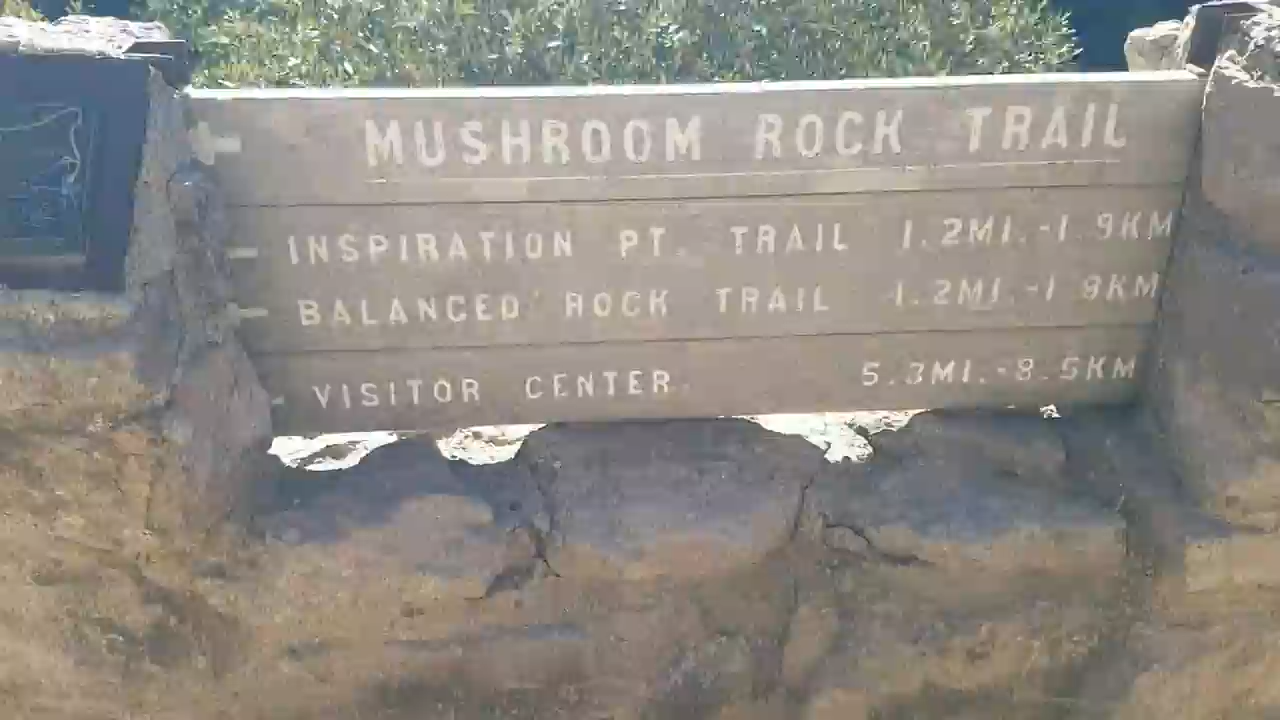 MUSHROOM ROCK TRAIL
INSPIRATION PT. TRAIL 1.2MI.-1.9KM
BALANCED ROCK TRAIL 1.2MI.-1.9KM
VISITOR CENTER 5.3MI.-8.5KM